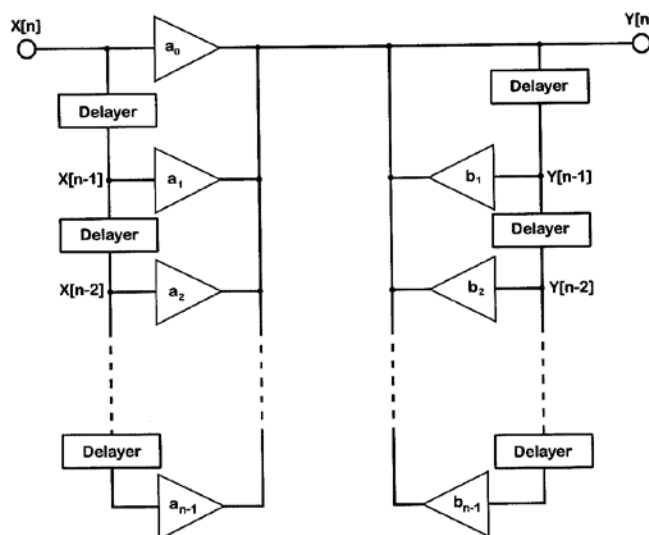 X[n]
Y[n]
a0
Delayer
Delayer
X[n-1]
a1
b1
Y[n-1]
Delayer
Delayer
X[n-2]
a2
b2
Y[n-2]
Delayer
Delayer
an-1
bn-1